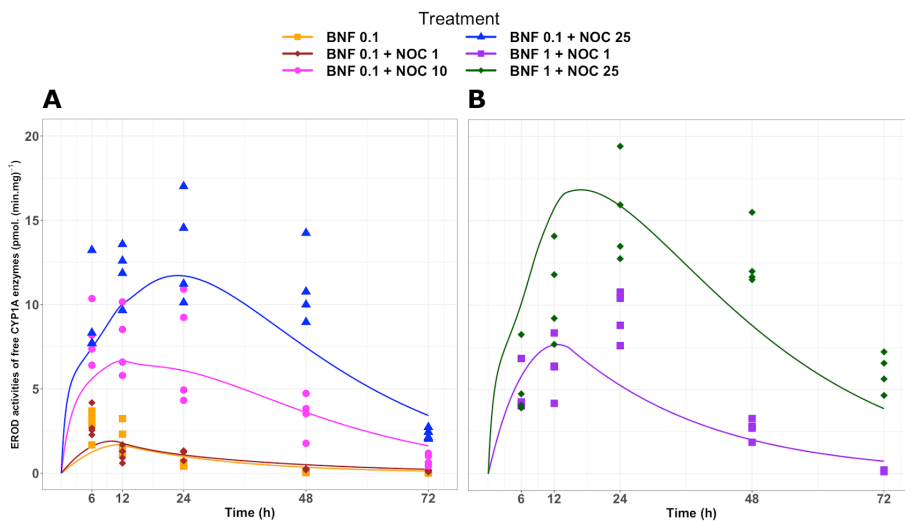 Treatment
BNF 0.1
BNF 0.1 + NOC 25
BNF 0.1 + NOC 1
BNF 1 + NOC 1
BNF 0.1 + NOC 10
BNF 1 + NOC 25
A
B
EROD activities of free CYP1A enzymes (pmol. (min.mg)⁻¹)
20
15
10
5
0
6 12 24 48 72
6 12 24 48 72
Time (h)
Time (h)